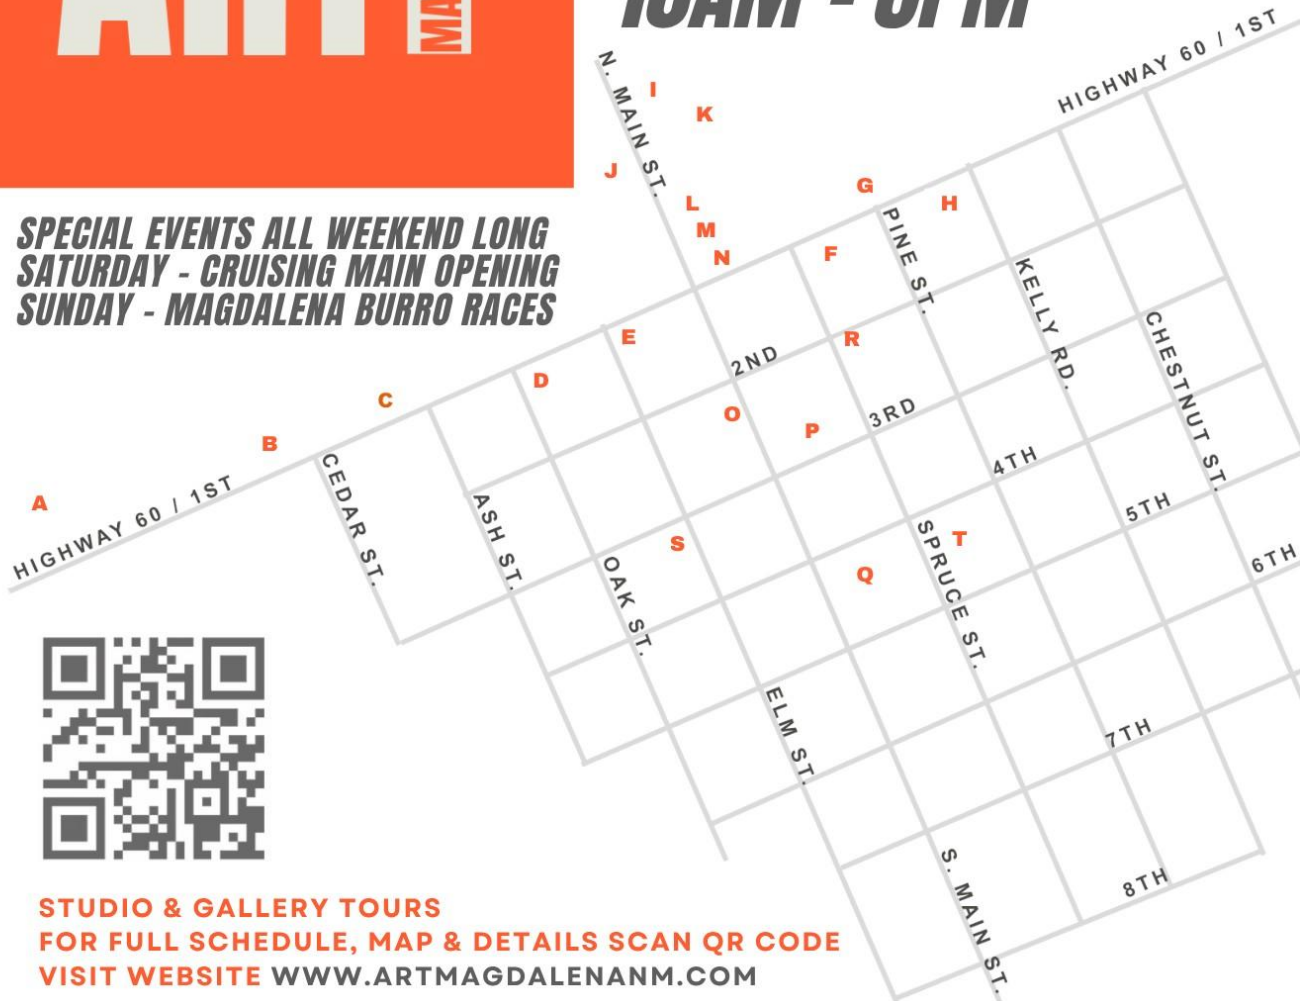 ART
MA
SPECIAL EVENTS ALL WEEKEND LONG
SATURDAY - CRUISING MAIN OPENING
SUNDAY - MAGDALENA BURRO RACES
HIGHWAY 60 / 1ST
N. MAIN ST.
I
K
J
L
M
N
G
H
F
PINE ST.
KELLY RD.
CHESTNUT ST.
E
D
C
B
A
HIGHWAY 60 / 1ST
2ND
R
O
P
3RD
CEDAR ST.
ASH ST.
OAK ST.
S
4TH
5TH
6TH
SPRUCE ST.
T
Q
ELM ST.
7TH
8TH
S. MAIN ST.
STUDIO & GALLERY TOURS
FOR FULL SCHEDULE, MAP & DETAILS SCAN QR CODE
VISIT WEBSITE WWW.ARTMAGDALENANM.COM